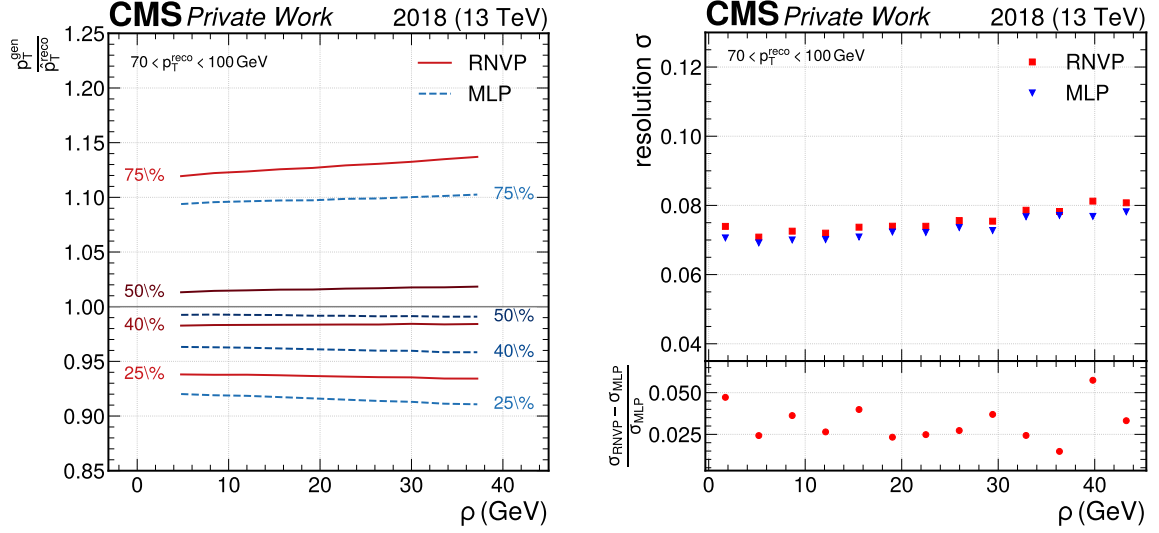 CMS Private Work 2018 (13 TeV)
p_T^gen / p_T^reco
70 < p_T^reco < 100 GeV
RNVP
MLP
1.25
1.20
1.15
1.10
1.05
1.00
0.95
0.90
0.85
75\%
75\%
50\%
50\%
40\%
40\%
25\%
25\%
0 10 20 30 40
ρ (GeV)
CMS Private Work 2018 (13 TeV)
resolution σ
70 < p_T^reco < 100 GeV
RNVP
MLP
0.12
0.10
0.08
0.06
0.04
σ_RNVP − σ_MLP / σ_MLP
0.050
0.025
0 10 20 30 40
ρ (GeV)